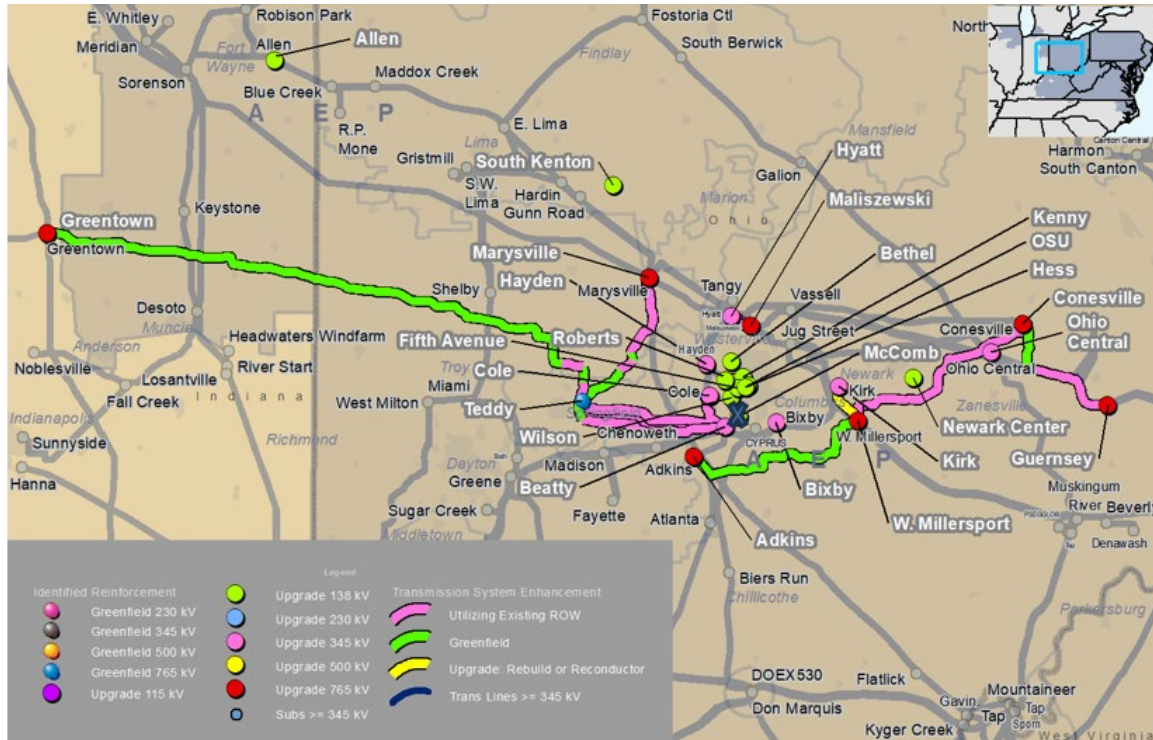 E. Whitley
Robison Park
Fostoria Ctl
North
Meridian
Allen
Allen
Fort
Wayne
Findlay
South Berwick
Sorenson
Maddox Creek
Blue Creek
A E P
R.P.
Mone
E. Lima
Lima
Mansfield
Canton Central
Harmon
South Canton
Gristmill
South Kenton
Hyatt
Galion
S.W.
Lima
Hardin
Gunn Road
Marion
Ohio
Maliszewski
Keystone
Greentown
Greentown
Kenny
OSU
Marysville
Bethel
Hess
Hayden
Marysville
Shelby
Tangy
Vassell
Conesville
Desoto
Muncie
Hyatt
Maliszewski
Jug Street
Conesville
Ohio
Central
Headwaters Windfarm
Fifth Avenue
Roberts
Westerville
McComb
Anderson
River Start
Troy
Hayden
Newark
Ohio Central
Noblesville
Losantville
Cole
Miami
Cole
Kirk
Fall Creek
Indiana
West Milton
Teddy
Springfield
Columbus
Bixby
Zanesville
Indianapolis
Richmond
Wilson
Chenoweth
CYPRUS
W. Millersport
Newark Center
Sunnyside
Dayton
Bath
Madison
Adkins
A E P
Kirk
Guernsey
Hanna
Greene
Beatty
Bixby
Muskingum
River
Beverly
Sugar Creek
Fayette
Atlanta
W. Millersport
Denawash
Middletown
Adkins
Biers Run
Chillicothe
Parkersburg
Legend
Identified Reinforcement
Greenfield 230 kV
Greenfield 345 kV
Greenfield 500 kV
Greenfield 765 kV
Upgrade 115 kV
Upgrade 138 kV
Upgrade 230 kV
Upgrade 345 kV
Upgrade 500 kV
Upgrade 765 kV
Subs >= 345 kV
Transmission System Enhancement
Utilizing Existing ROW
Greenfield
Upgrade: Rebuild or Reconductor
Trans Lines >= 345 kV
DOEX530
Don Marquis
Flatlick
Gavin
Mountaineer
Tap
Tap
Sporn
Kyger Creek
West Virginia